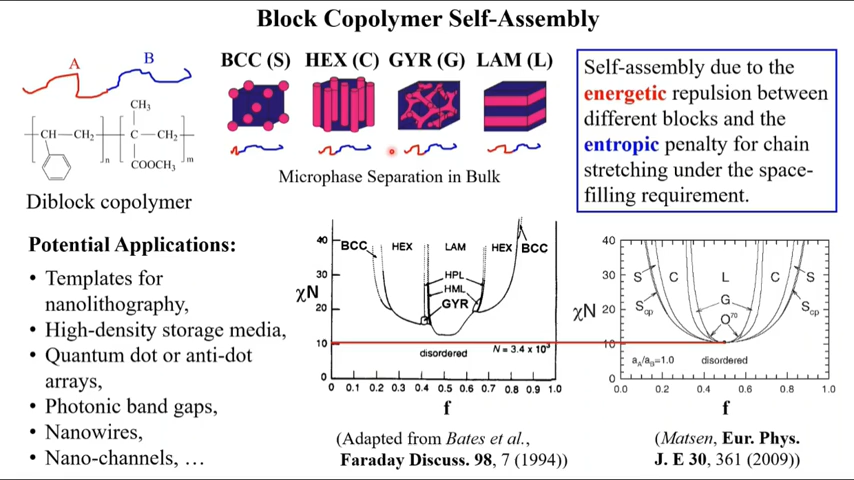 Block Copolymer Self-Assembly
A B
BCC (S) HEX (C) GYR (G) LAM (L)
CH₃
CH—CH₂ C—CH₂
n m
COOCH₃
Diblock copolymer
Microphase Separation in Bulk
Self-assembly due to the
energetic repulsion between
different blocks and the
entropic penalty for chain
stretching under the space-
filling requirement.
Potential Applications:
• Templates for
nanolithography,
• High-density storage media,
• Quantum dot or anti-dot
arrays,
• Photonic band gaps,
• Nanowires,
• Nano-channels, …
40
30
20
10
0
χN
BCC HEX LAM HEX BCC
HPL
HML
GYR
disordered N = 3.4 x 10³
0 0.1 0.2 0.3 0.4 0.5 0.6 0.7 0.8 0.9 1.0
f
(Adapted from Bates et al.,
Faraday Discuss. 98, 7 (1994))
40
30
20
10
0
χN
S C L C S
G
Scp O⁷⁰ Scp
aA/aB=1.0 disordered
0.0 0.2 0.4 0.6 0.8 1.0
f
(Matsen, Eur. Phys.
J. E 30, 361 (2009))